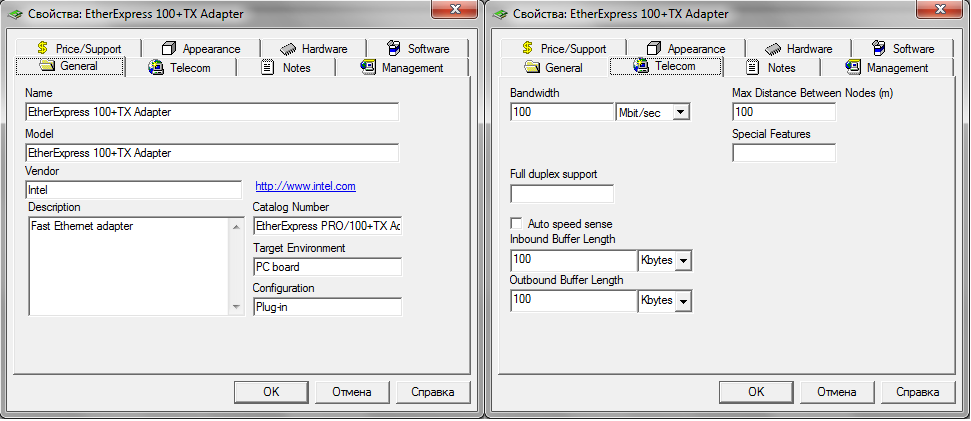 Свойства: EtherExpress 100+TX Adapter
Price/Support Appearance Hardware Software
General Telecom Notes Management
Name
EtherExpress 100+TX Adapter
Model
EtherExpress 100+TX Adapter
Vendor
Intel http://www.intel.com
Description Catalog Number
Fast Ethernet adapter EtherExpress PRO/100+TX Ac
Target Environment
PC board
Configuration
Plug-in
OK Отмена Справка
Свойства: EtherExpress 100+TX Adapter
Price/Support Appearance Hardware Software
General Telecom Notes Management
Bandwidth Max Distance Between Nodes (m)
100 Mbit/sec 100
Special Features
Full duplex support
Auto speed sense
Inbound Buffer Length
100 Kbytes
Outbound Buffer Length
100 Kbytes
OK Отмена Справка